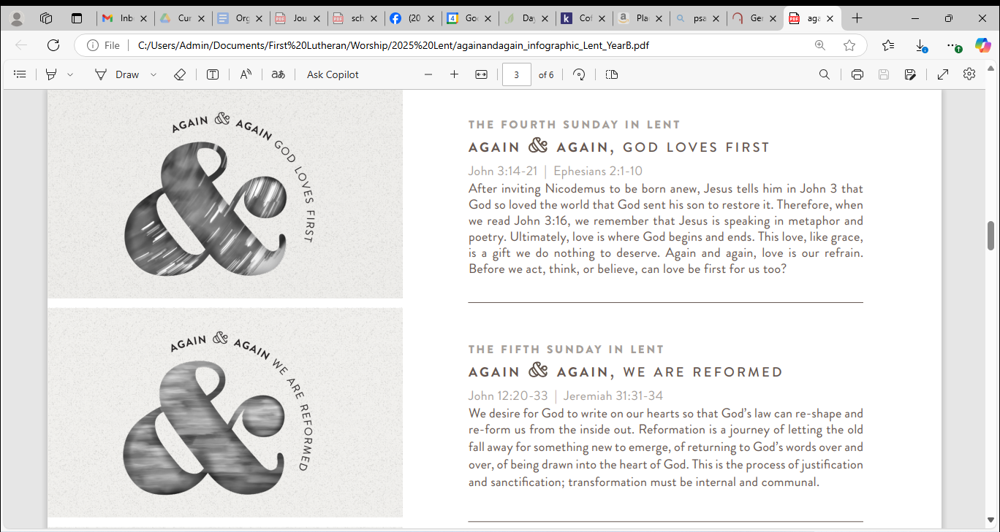 Inb
Cur
Org
Jou
sch
(20
4
Goo
Day
k
Cof
a
Pla
psa
Ger
aga
File
C:/Users/Admin/Documents/First%20Lutheran/Worship/2025%20Lent/againandagain_infographic_Lent_YearB.pdf
Draw
T
A
aあ
Ask Copilot
3
of 6
AGAIN & AGAIN GOD LOVES FIRST
&
THE FOURTH SUNDAY IN LENT
AGAIN & AGAIN, GOD LOVES FIRST
John 3:14-21 | Ephesians 2:1-10
After inviting Nicodemus to be born anew, Jesus tells him in John 3 that
God so loved the world that God sent his son to restore it. Therefore, when
we read John 3:16, we remember that Jesus is speaking in metaphor and
poetry. Ultimately, love is where God begins and ends. This love, like grace,
is a gift we do nothing to deserve. Again and again, love is our refrain.
Before we act, think, or believe, can love be first for us too?
AGAIN & AGAIN WE ARE REFORMED
&
THE FIFTH SUNDAY IN LENT
AGAIN & AGAIN, WE ARE REFORMED
John 12:20-33 | Jeremiah 31:31-34
We desire for God to write on our hearts so that God's law can re-shape and
re-form us from the inside out. Reformation is a journey of letting the old
fall away for something new to emerge, of returning to God's words over and
over, of being drawn into the heart of God. This is the process of justification
and sanctification; transformation must be internal and communal.